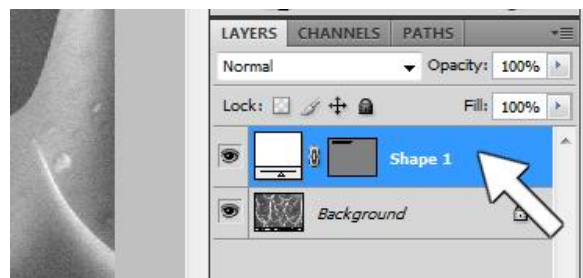 LAYERS CHANNELS PATHS
Normal Opacity: 100%
Lock: Fill: 100%
Shape 1
Background